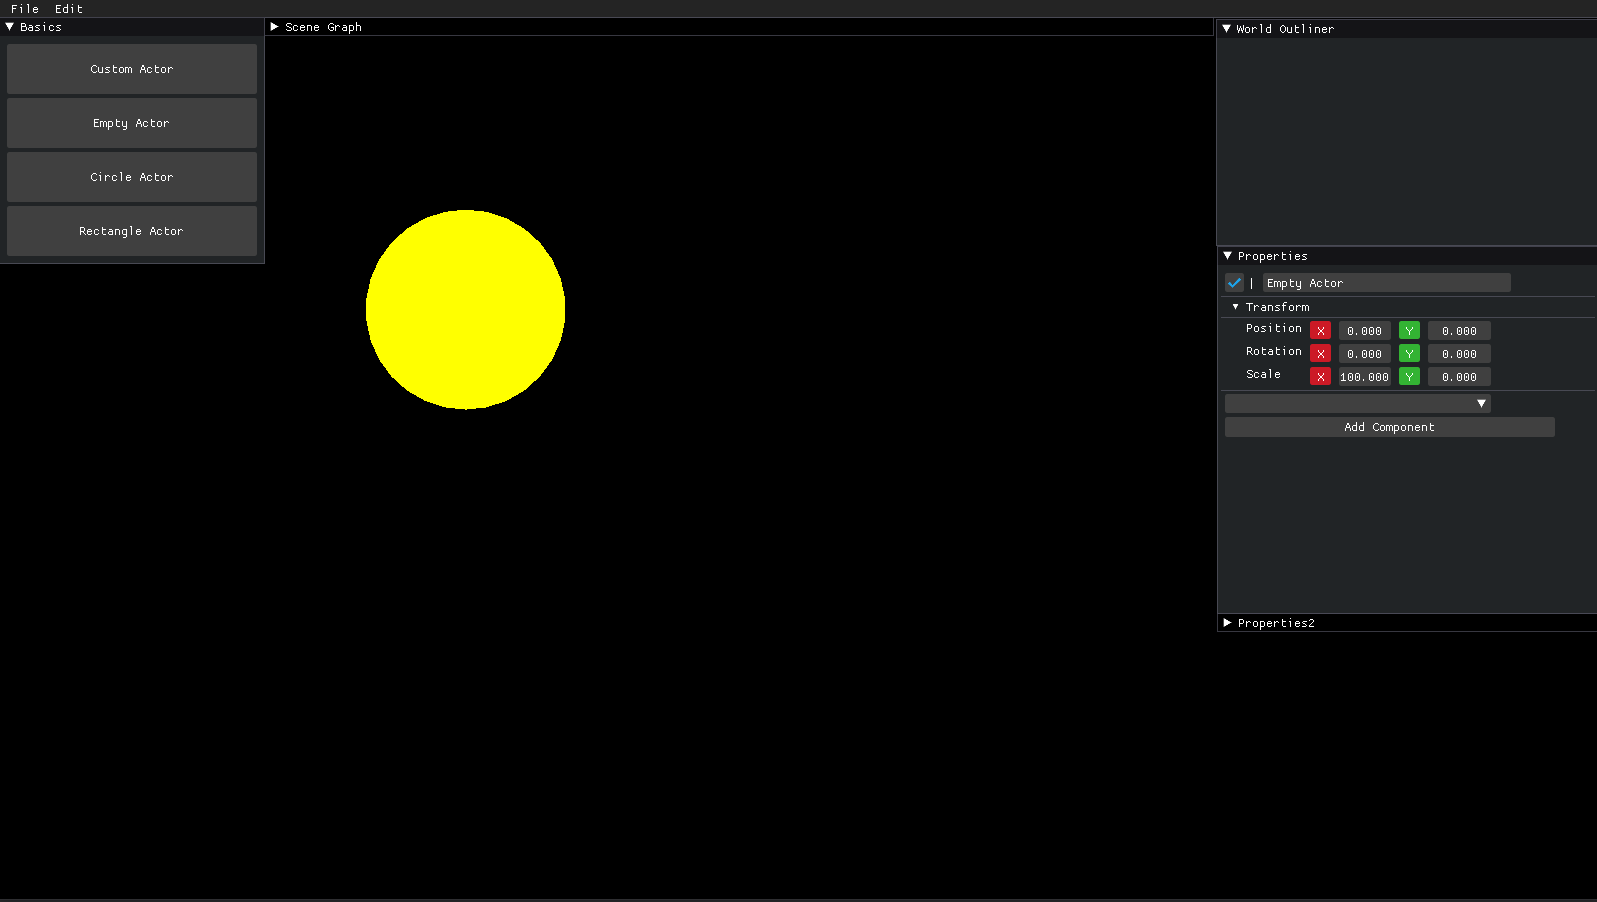 File Edit
Basics
Custom Actor
Empty Actor
Circle Actor
Rectangle Actor
Scene Graph
World Outliner
Properties
| Empty Actor
Transform
Position X 0.000 Y 0.000
Rotation X 0.000 Y 0.000
Scale X 100.000 Y 0.000
Add Component
Properties2